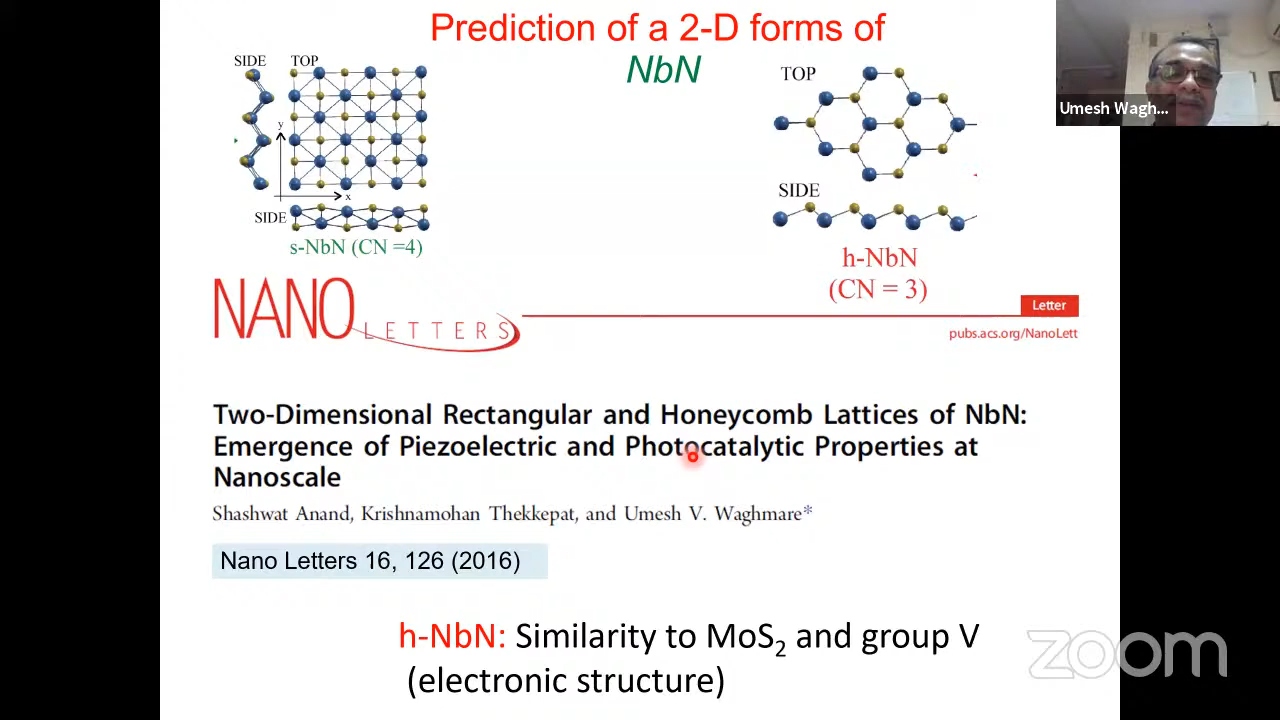 Prediction of a 2-D forms of
NbN
SIDE TOP
y
x
SIDE
s-NbN (CN =4)
TOP
SIDE
h-NbN
(CN = 3)
Umesh Wagh...
NANO LETTERS
Letter
pubs.acs.org/NanoLett
Two-Dimensional Rectangular and Honeycomb Lattices of NbN:
Emergence of Piezoelectric and Photocatalytic Properties at
Nanoscale
Shashwat Anand, Krishnamohan Thekkepat, and Umesh V. Waghmare*
Nano Letters 16, 126 (2016)
h-NbN: Similarity to MoS₂ and group V
(electronic structure)
zoom